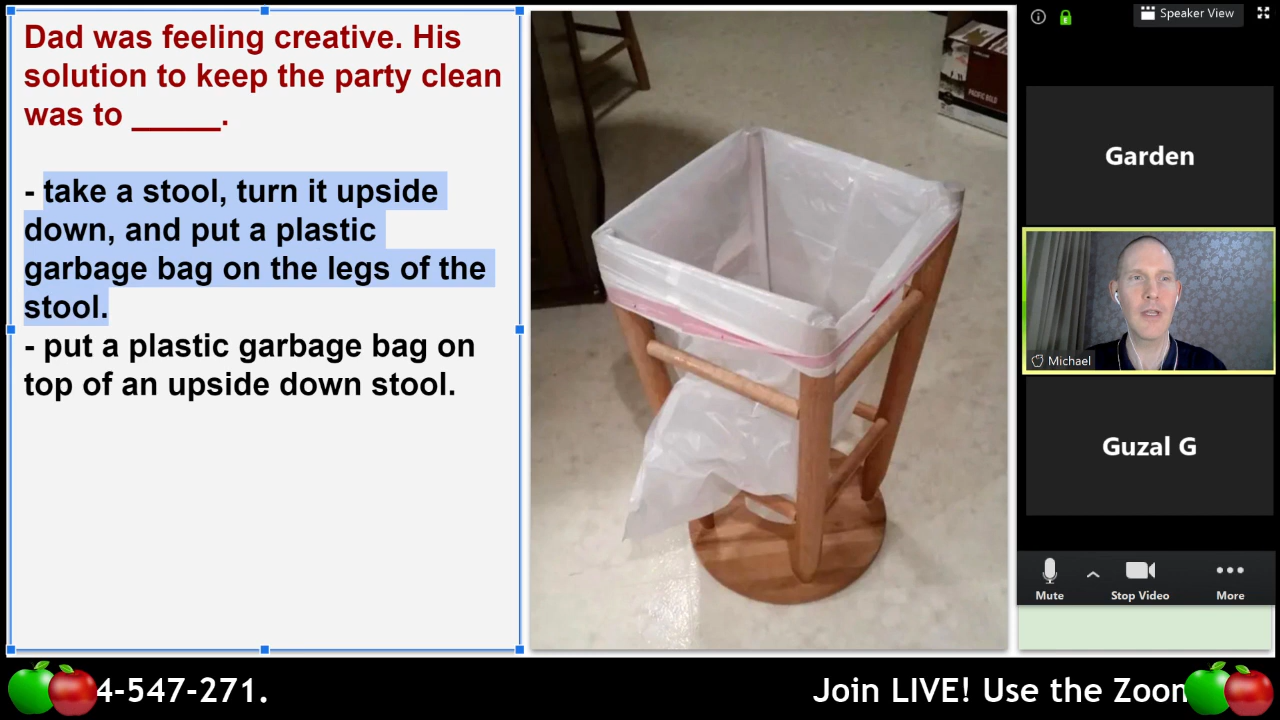 Dad was feeling creative. His
solution to keep the party clean
was to _____.
- take a stool, turn it upside
down, and put a plastic
garbage bag on the legs of the
stool.
- put a plastic garbage bag on
top of an upside down stool.
PACIFIC BOLD
Speaker View
Garden
Michael
Guzal G
Mute
Stop Video
More
4-547-271.
Join LIVE! Use the Zoom